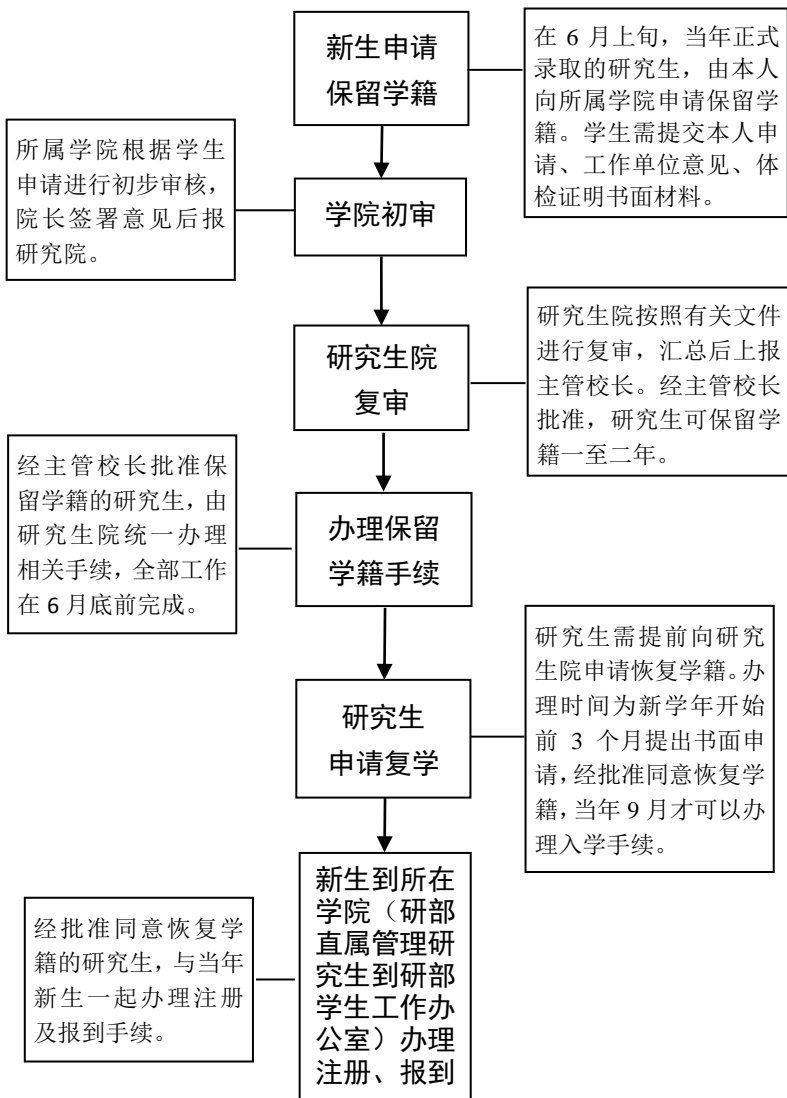 新生申请
保留学籍
在 6 月上旬，当年正式
录取的研究生，由本人
向所属学院申请保留学
籍。学生需提交本人申
请、工作单位意见、体
检证明书面材料。
所属学院根据学生
申请进行初步审核，
院长签署意见后报
研究院。
学院初审
研究生院
复审
研究生院按照有关文件
进行复审，汇总后上报
主管校长。经主管校长
批准，研究生可保留学
籍一至二年。
经主管校长批准保
留学籍的研究生，由
研究生院统一办理
相关手续，全部工作
在 6 月底前完成。
办理保留
学籍手续
研究生
申请复学
研究生需提前向研究
生院申请恢复学籍。办
理时间为新学年开始
前 3 个月提出书面申
请，经批准同意恢复学
籍，当年 9 月才可以办
理入学手续。
新生到所在
学院（研部
直属管理研
究生到研部
学生工作办
公室）办理
注册、报到
经批准同意恢复学
籍的研究生，与当年
新生一起办理注册
及报到手续。